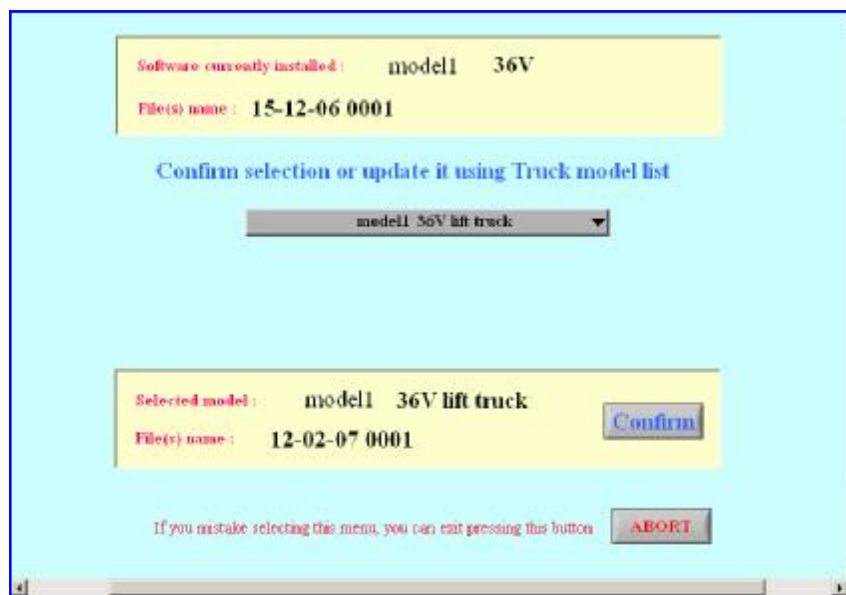 Software currently installed : model1 36V
File(s) name : 15-12-06 0001
Confirm selection or update it using Truck model list
model1 36V lift truck
Selected model : model1 36V lift truck
File(s) name : 12-02-07 0001
Confirm
If you mistake selecting this menu, you can exit pressing this button ABORT